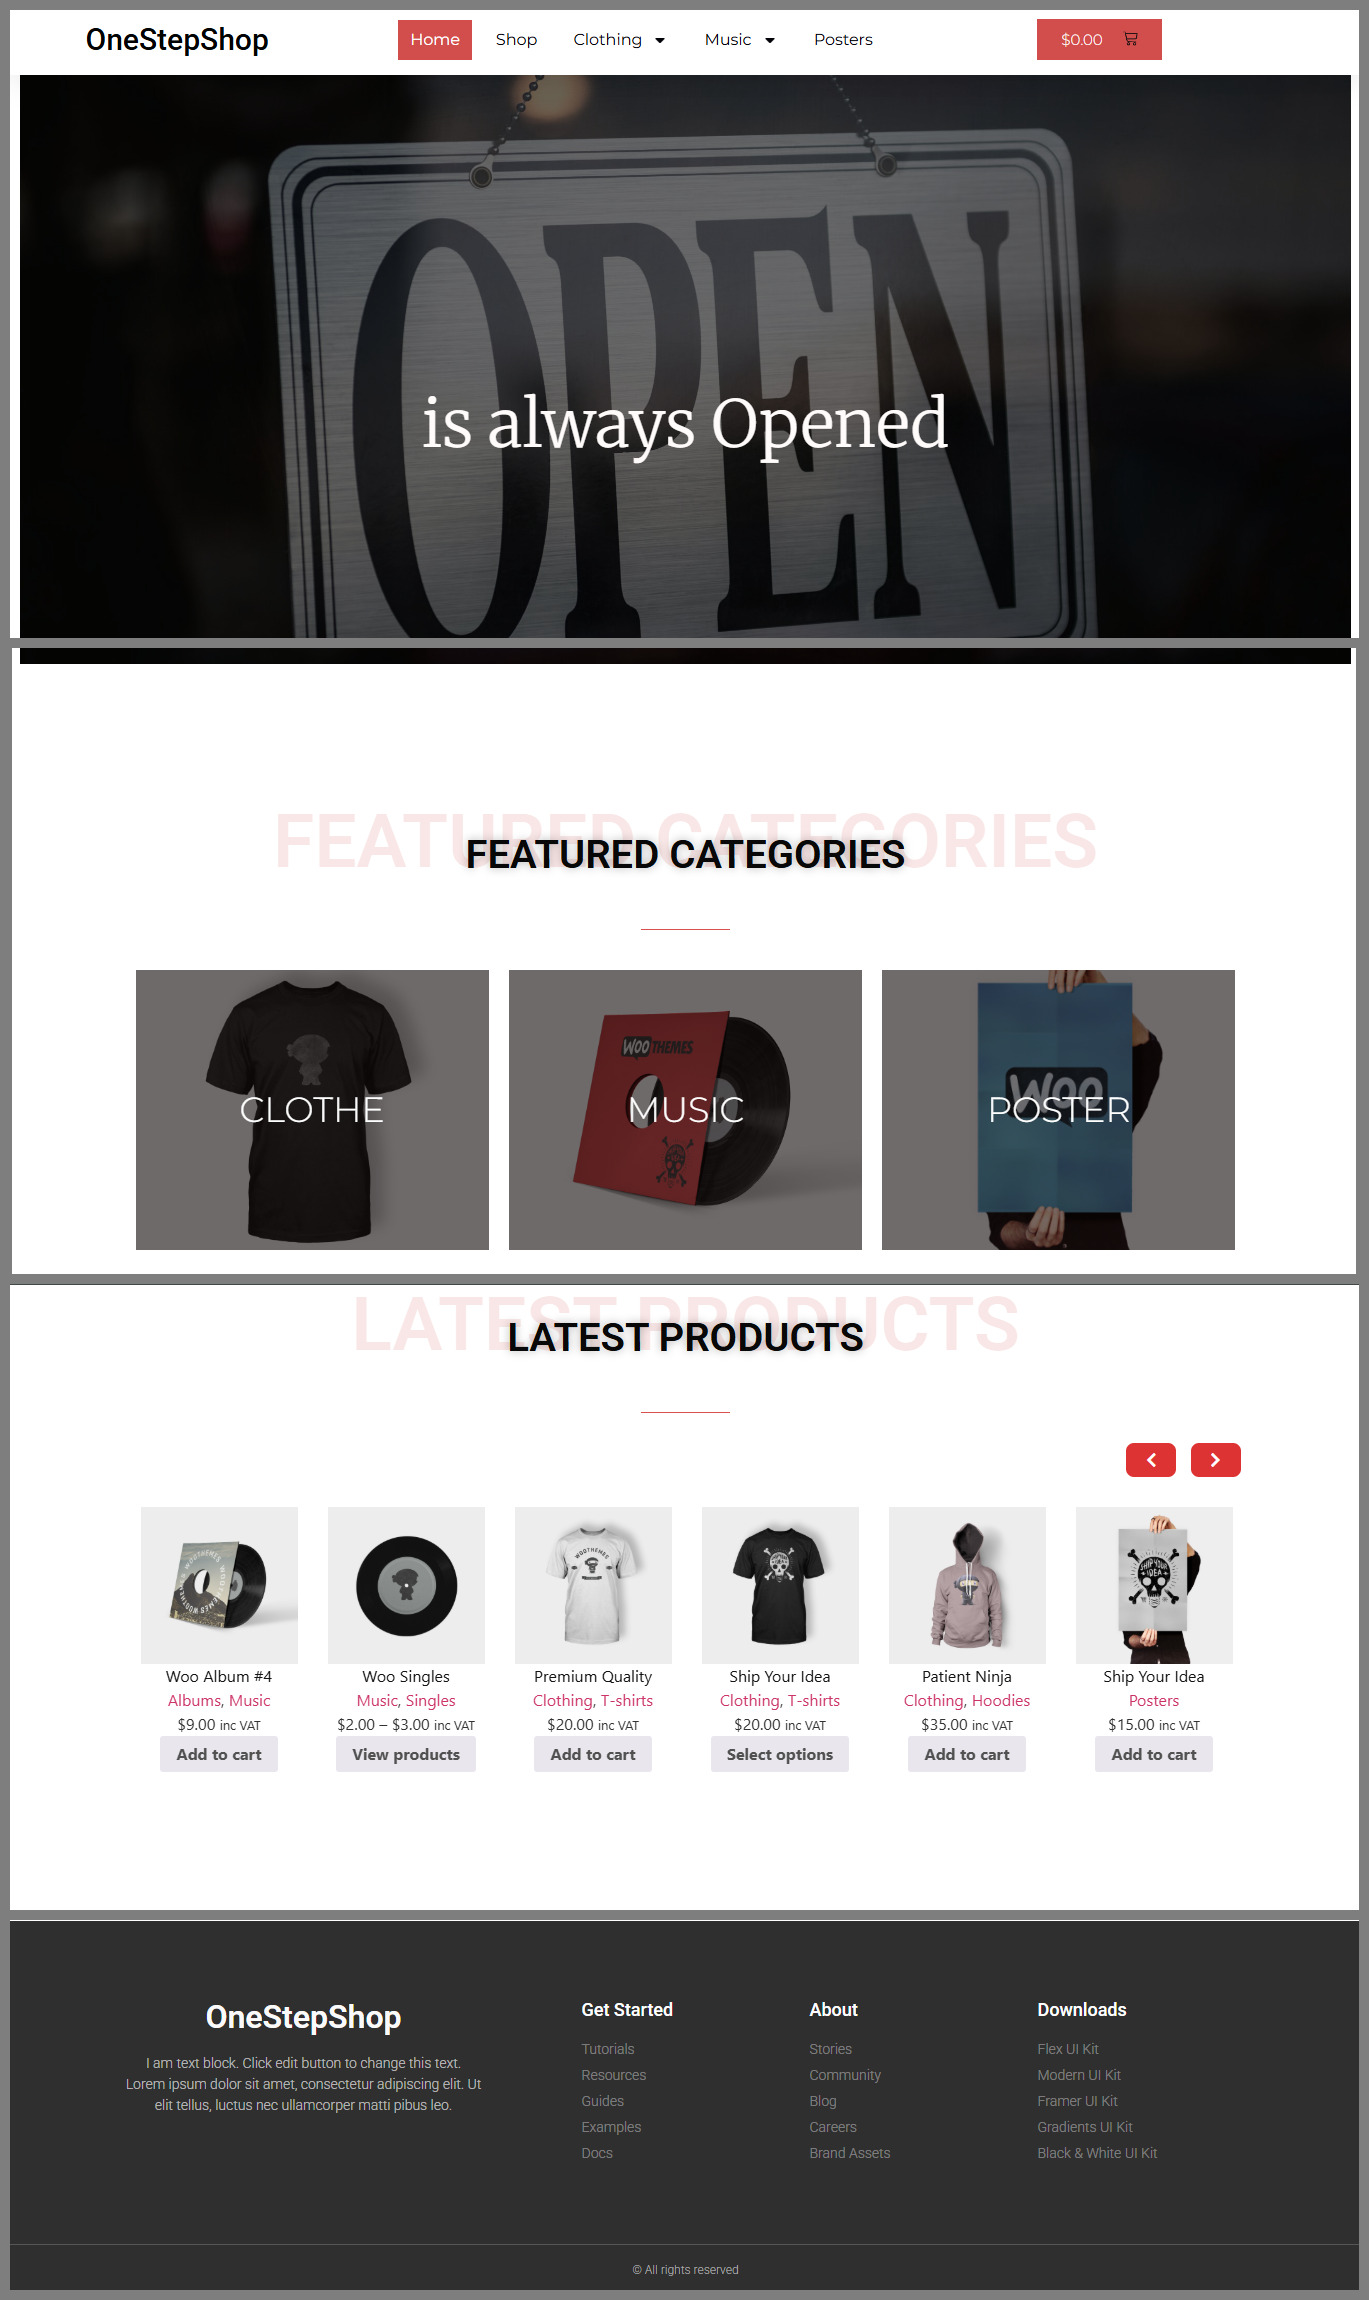 OneStepShop
Home Shop Clothing Music Posters
$0.00
OPEN
is always Opened
FEATURED CATEGORIES
FEATURED CATEGORIES
CLOTHE
WOO THEMES
MUSIC
WOO
POSTER
LATEST PRODUCTS
LATEST PRODUCTS
WOOTHEMES
SHIP YOUR
IDEA
Woo Album #4
Albums, Music
$9.00 inc VAT
Add to cart
Woo Singles
Music, Singles
$2.00 – $3.00 inc VAT
View products
Premium Quality
Clothing, T-shirts
$20.00 inc VAT
Add to cart
Ship Your Idea
Clothing, T-shirts
$20.00 inc VAT
Select options
Patient Ninja
Clothing, Hoodies
$35.00 inc VAT
Add to cart
Ship Your Idea
Posters
$15.00 inc VAT
Add to cart
OneStepShop
I am text block. Click edit button to change this text.
Lorem ipsum dolor sit amet, consectetur adipiscing elit. Ut
elit tellus, luctus nec ullamcorper matti pibus leo.
Get Started
Tutorials
Resources
Guides
Examples
Docs
About
Stories
Community
Blog
Careers
Brand Assets
Downloads
Flex UI Kit
Modern UI Kit
Framer UI Kit
Gradients UI Kit
Black & White UI Kit
© All rights reserved